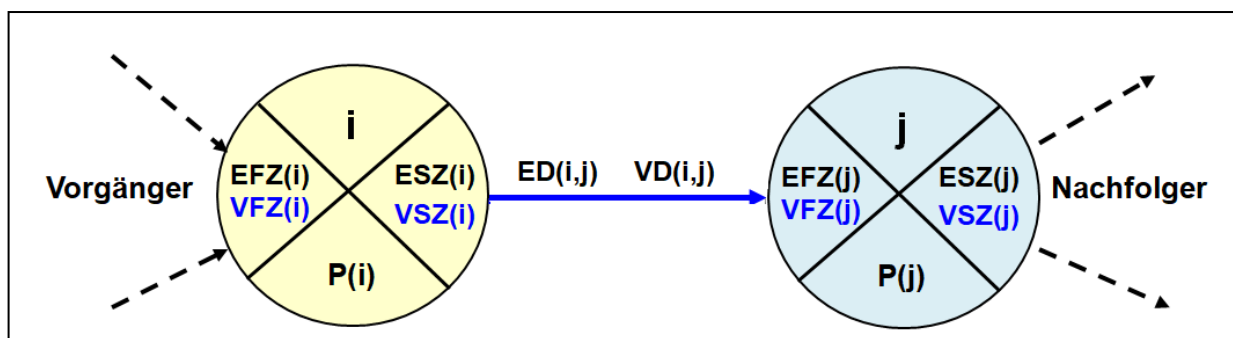 Vorgänger
i
EFZ(i)
VFZ(i)
ESZ(i)
VSZ(i)
P(i)
ED(i,j) VD(i,j)
j
EFZ(j)
VFZ(j)
ESZ(j)
VSZ(j)
P(j)
Nachfolger